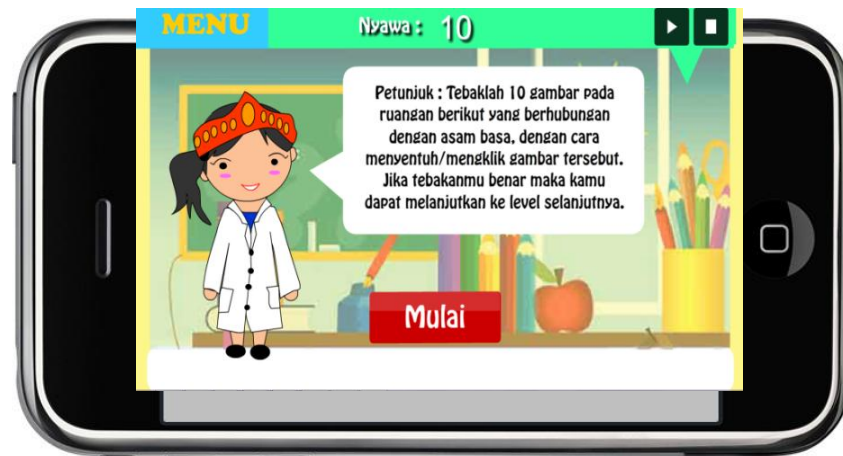 MENU
Nyawa : 10
Petunjuk : Tebaklah 10 gambar pada
ruangan berikut yang berhubungan
dengan asam basa, dengan cara
menyentuh/mengklik gambar tersebut.
Jika tebakanmu benar maka kamu
dapat melanjutkan ke level selanjutnya.
Mulai